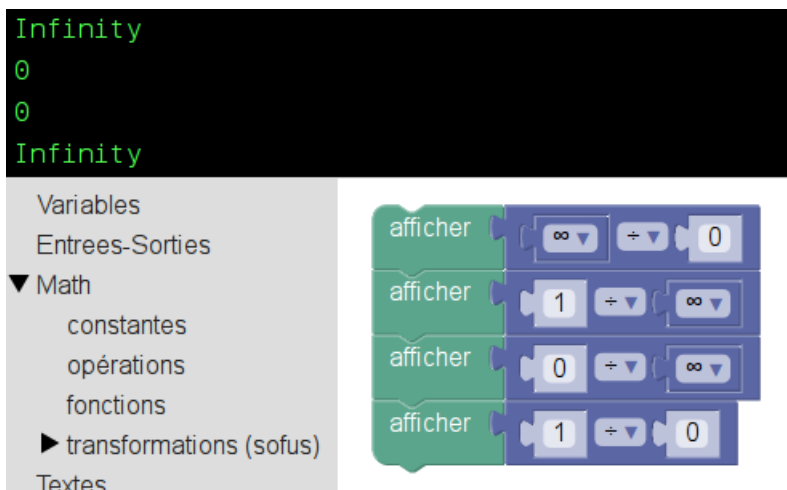 Infinity
0
0
Infinity
Variables
Entrees-Sorties
▼ Math
constantes
opérations
fonctions
▶ transformations (sofus)
Textes
afficher ∞ ▼ ÷ ▼ 0
afficher 1 ÷ ▼ ∞ ▼
afficher 0 ÷ ▼ ∞ ▼
afficher 1 ÷ ▼ 0